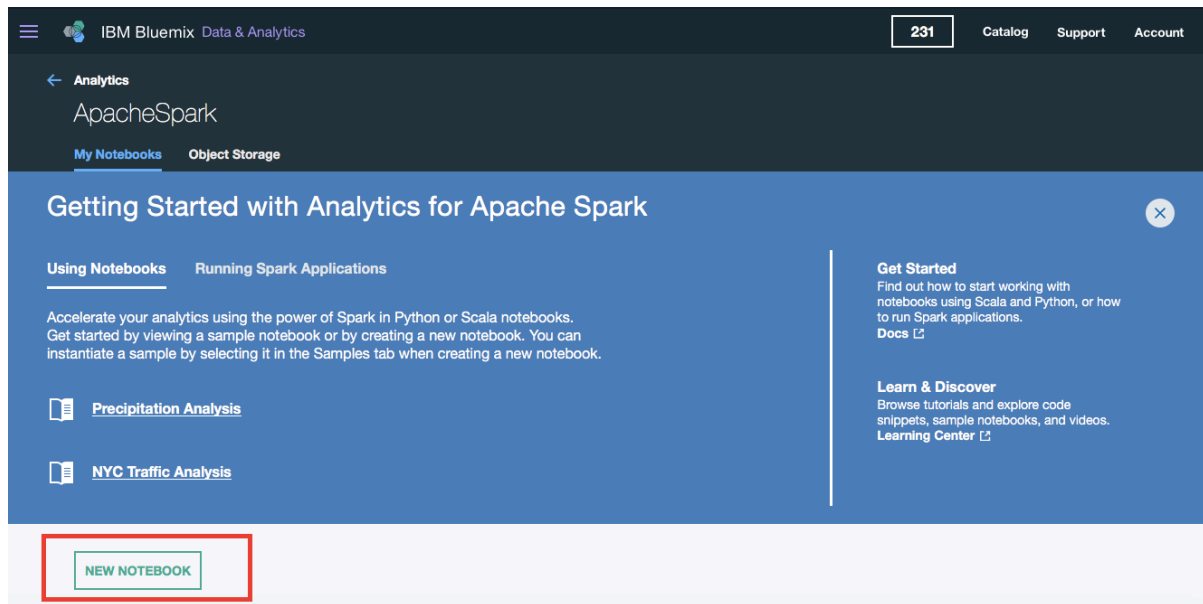 IBM Bluemix Data & Analytics
231
Catalog
Support
Account
Analytics
ApacheSpark
My Notebooks
Object Storage
Getting Started with Analytics for Apache Spark
Using Notebooks
Running Spark Applications
Accelerate your analytics using the power of Spark in Python or Scala notebooks.
Get started by viewing a sample notebook or by creating a new notebook. You can
instantiate a sample by selecting it in the Samples tab when creating a new notebook.
Precipitation Analysis
NYC Traffic Analysis
Get Started
Find out how to start working with
notebooks using Scala and Python, or how
to run Spark applications.
Docs
Learn & Discover
Browse tutorials and explore code
snippets, sample notebooks, and videos.
Learning Center
NEW NOTEBOOK